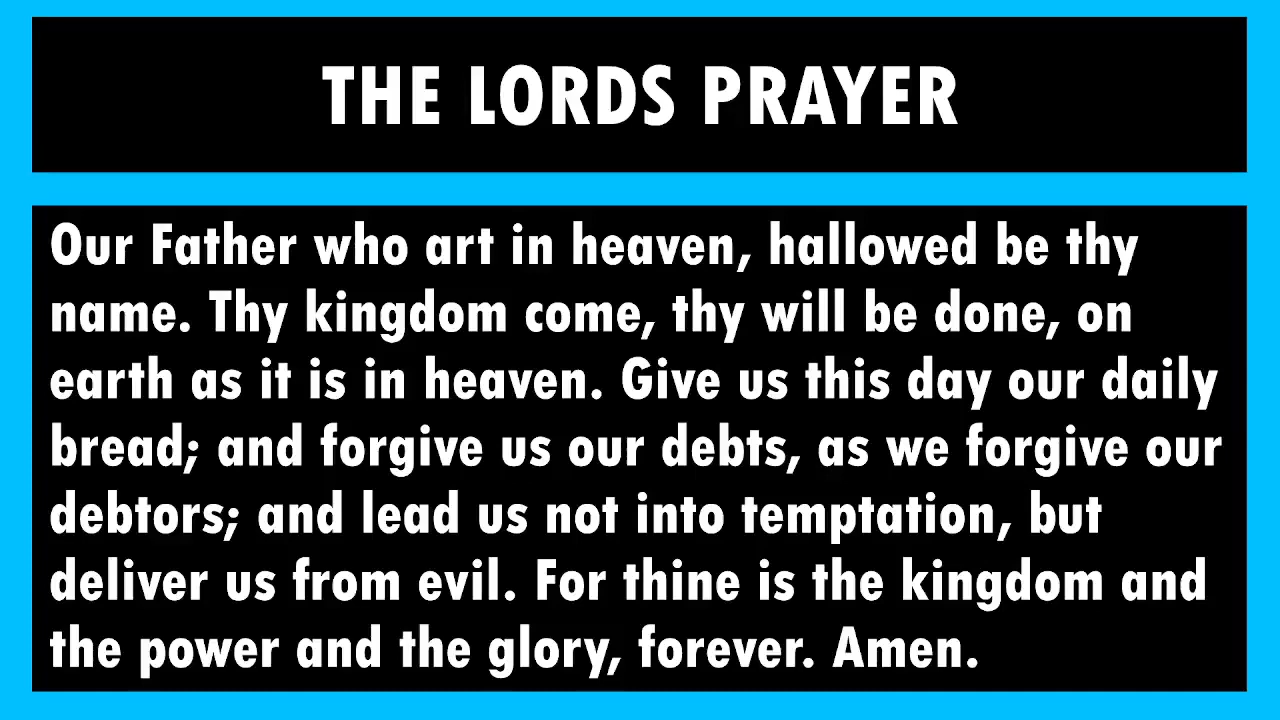 THE LORDS PRAYER
Our Father who art in heaven, hallowed be thy
name. Thy kingdom come, thy will be done, on
earth as it is in heaven. Give us this day our daily
bread; and forgive us our debts, as we forgive our
debtors; and lead us not into temptation, but
deliver us from evil. For thine is the kingdom and
the power and the glory, forever. Amen.